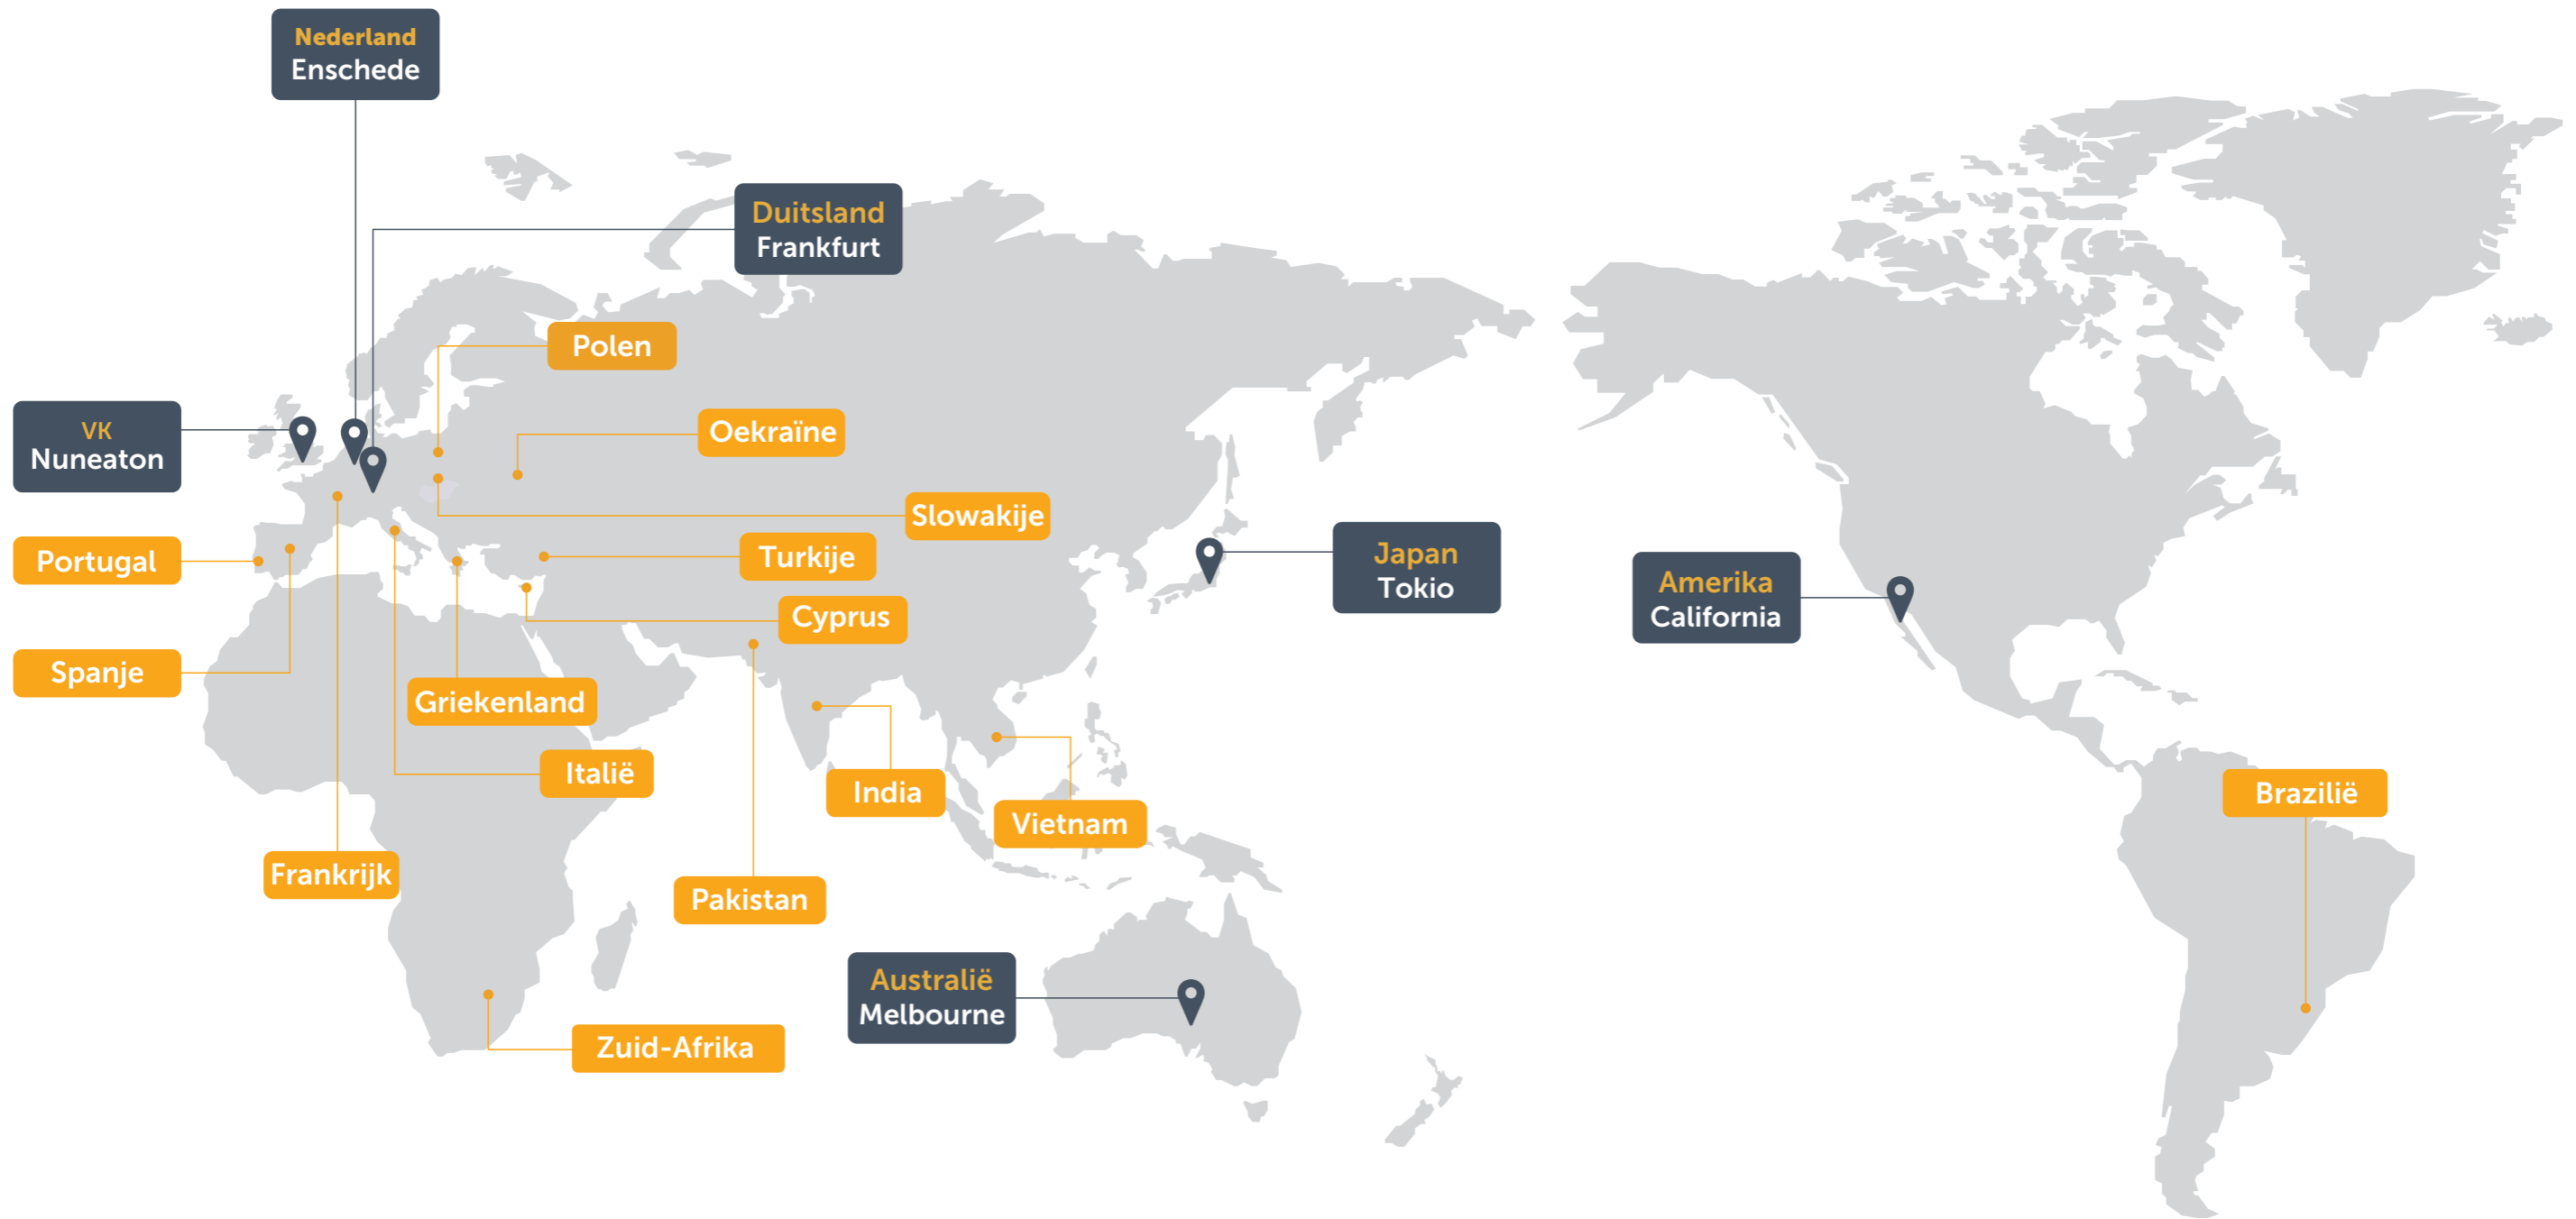 Nederland
Enschede
Duitsland
Frankfurt
Polen
VK
Nuneaton
Oekraïne
Slowakije
Portugal
Turkije
Japan
Tokio
Amerika
California
Cyprus
Spanje
Griekenland
Italië
India
Vietnam
Brazilië
Frankrijk
Pakistan
Australië
Melbourne
Zuid-Afrika